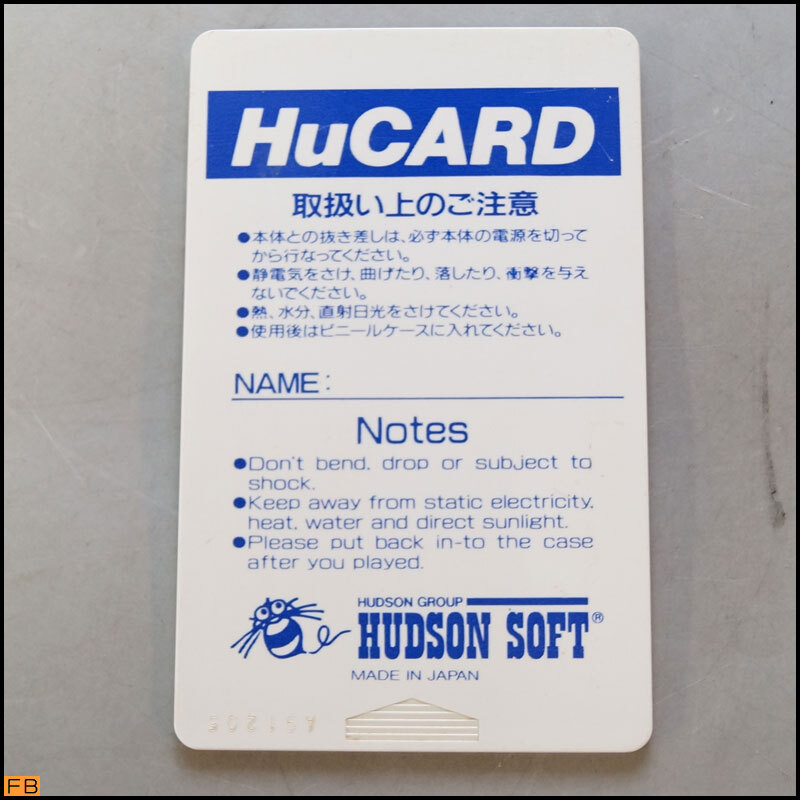 HuCARD
取扱い上のご注意
●本体との抜き差しは、必ず本体の電源を切って
から行なってください。
●静電気をさけ、曲げたり、落したり、衝撃を与え
ないでください。
●熱、水分、直射日光をさけてください。
●使用後はビニールケースに入れてください。
NAME:
Notes
●Don't bend, drop or subject to
shock.
●Keep away from static electricity,
heat, water and direct sunlight.
●Please put back in-to the case
after you played.
HUDSON GROUP
HUDSON SOFT®
MADE IN JAPAN
FB